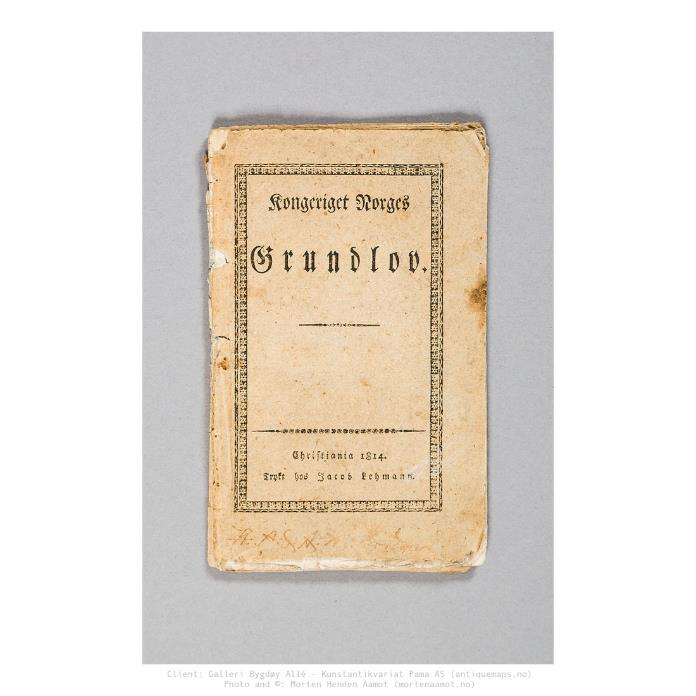 Kongeriget Norges
Grundlov.
Christiania 1814.
Trykt hos Jacob Lehmann.
Client: Galleri Bygdøy Allé - Kunstantikvariat Pama AS (antiquemaps.no)
Photo and ©: Morten Henden Aamot (mortenaamot.no)